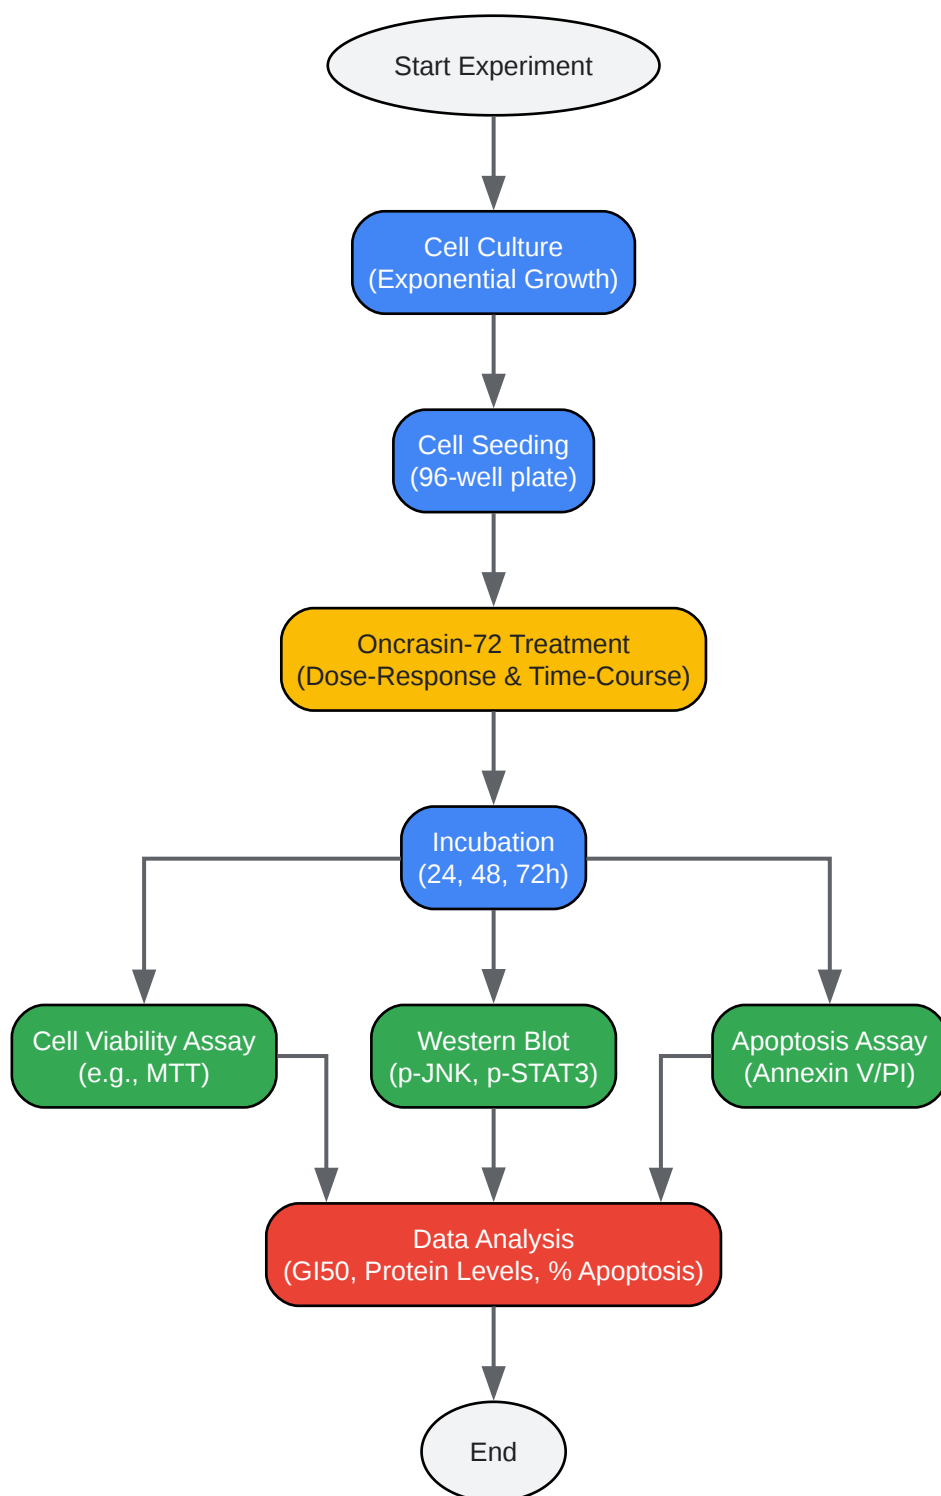 Start Experiment
Cell Culture
(Exponential Growth)
Cell Seeding
(96-well plate)
Oncrasin-72 Treatment
(Dose-Response & Time-Course)
Incubation
(24, 48, 72h)
Cell Viability Assay
(e.g., MTT)
Western Blot
(p-JNK, p-STAT3)
Apoptosis Assay
(Annexin V/PI)
Data Analysis
(GI50, Protein Levels, % Apoptosis)
End